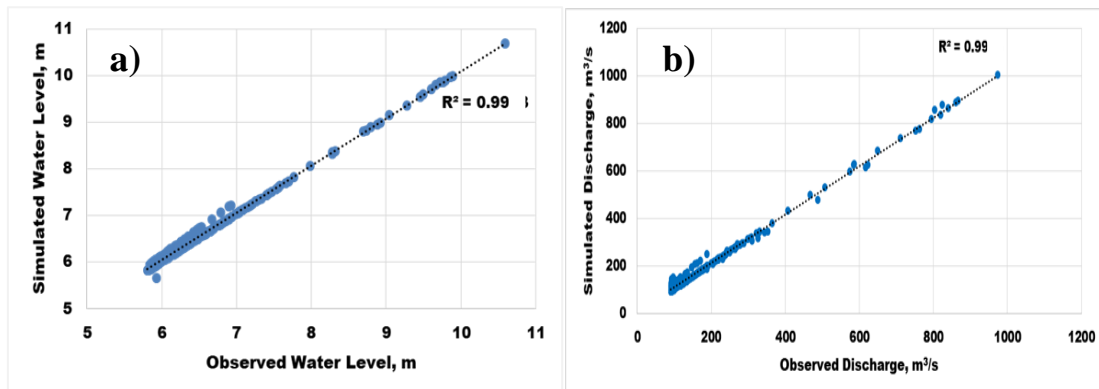 a)
Simulated Water Level, m
11
10
9
8
7
6
5
R² = 0.99
5 6 7 8 9 10 11
Observed Water Level, m
b)
Simulated Discharge, m³/s
1200
1000
800
600
400
200
0
R² = 0.99
0 200 400 600 800 1000 1200
Observed Discharge, m³/s